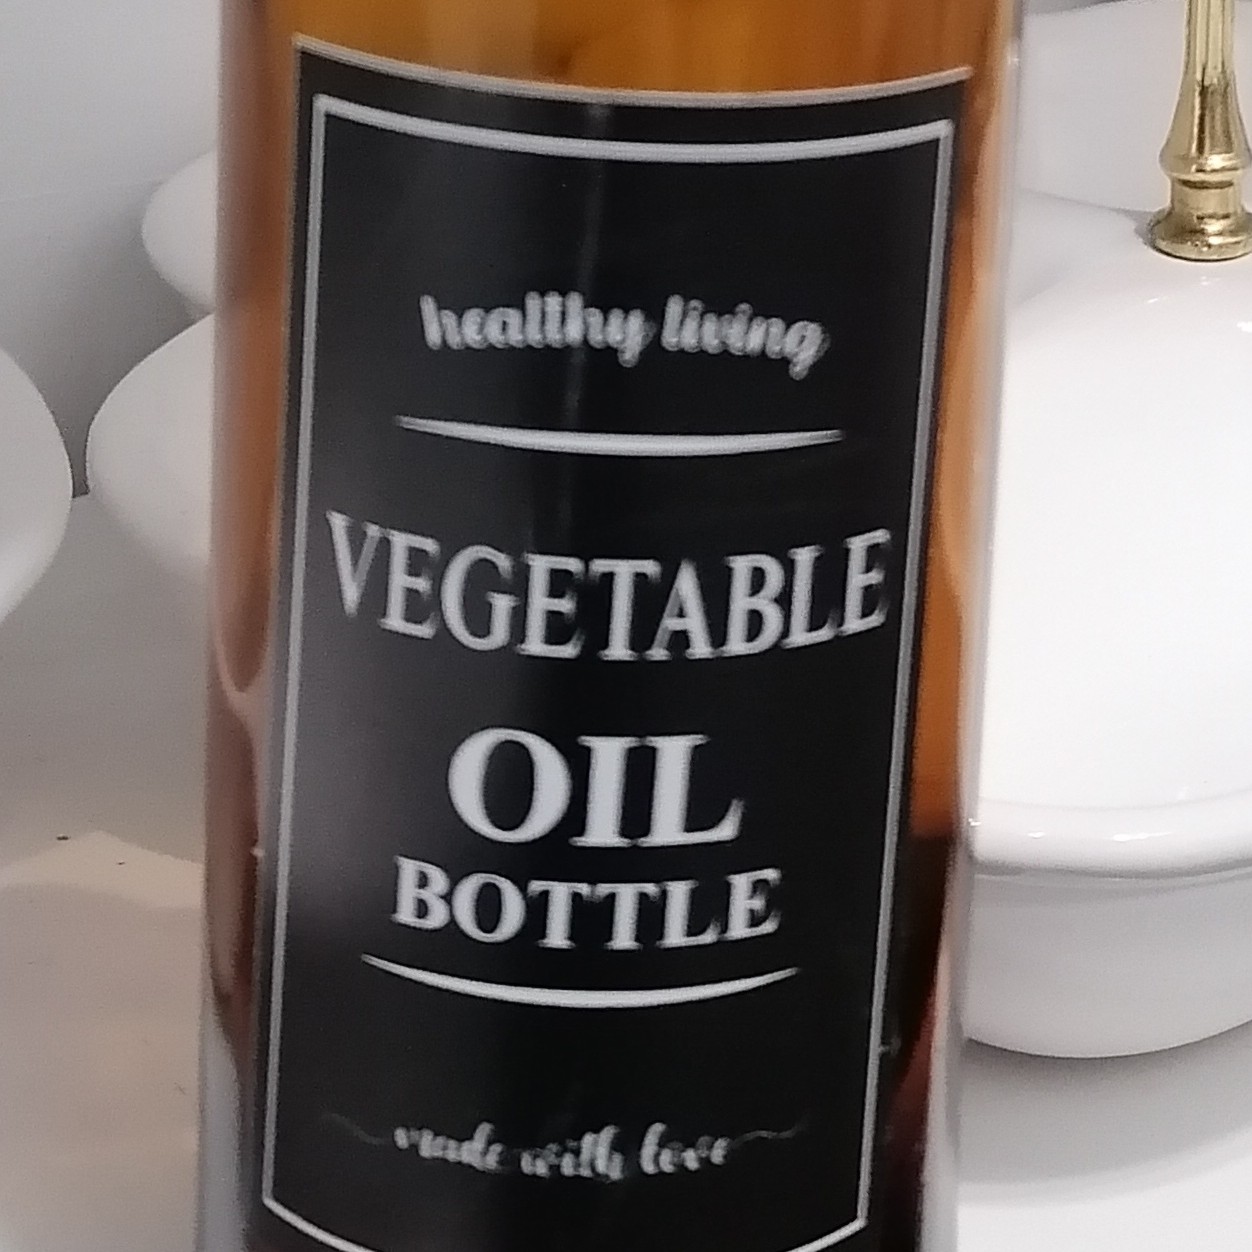 healthy living
VEGETABLE
OIL
BOTTLE
made with love